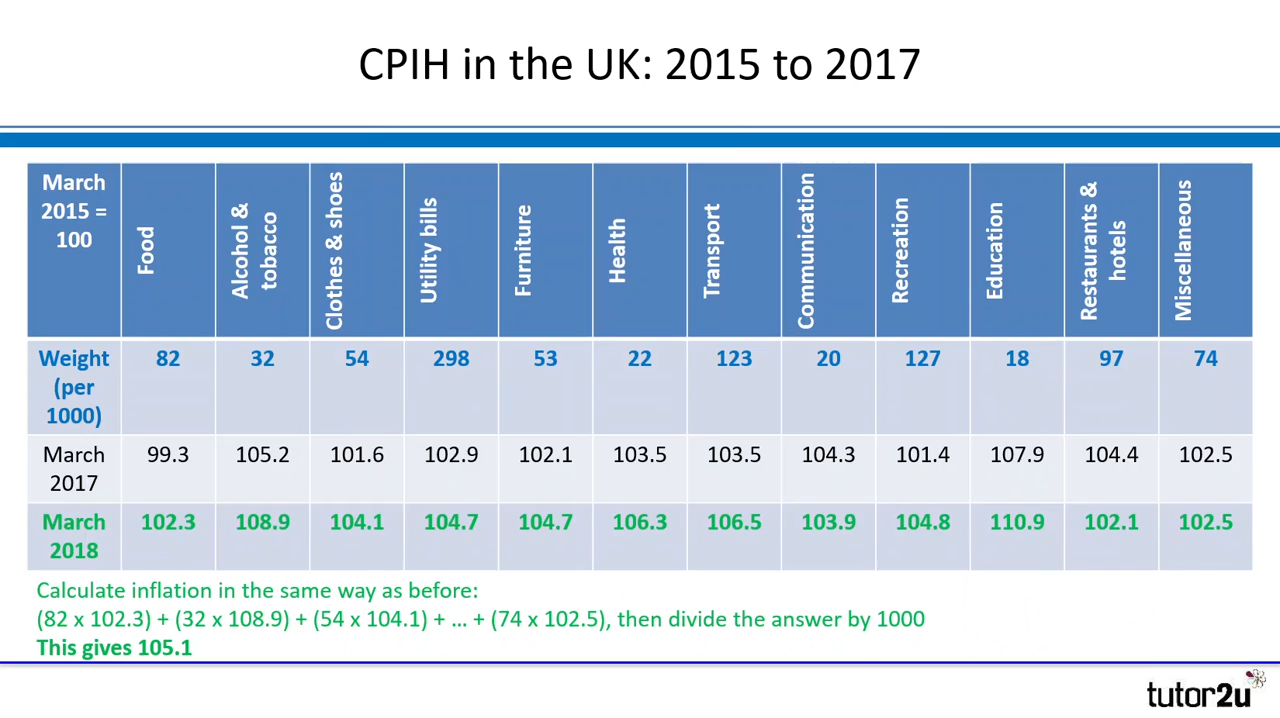 CPIH in the UK: 2015 to 2017
March 2015 = 100 Food Alcohol & tobacco Clothes & shoes Utility bills Furniture Health Transport Communication Recreation Education Restaurants & hotels Miscellaneous
Weight (per 1000) 82 32 54 298 53 22 123 20 127 18 97 74
March 2017 99.3 105.2 101.6 102.9 102.1 103.5 103.5 104.3 101.4 107.9 104.4 102.5
March 2018 102.3 108.9 104.1 104.7 104.7 106.3 106.5 103.9 104.8 110.9 102.1 102.5
Calculate inflation in the same way as before:
(82 x 102.3) + (32 x 108.9) + (54 x 104.1) + ... + (74 x 102.5), then divide the answer by 1000
This gives 105.1
tutor2u